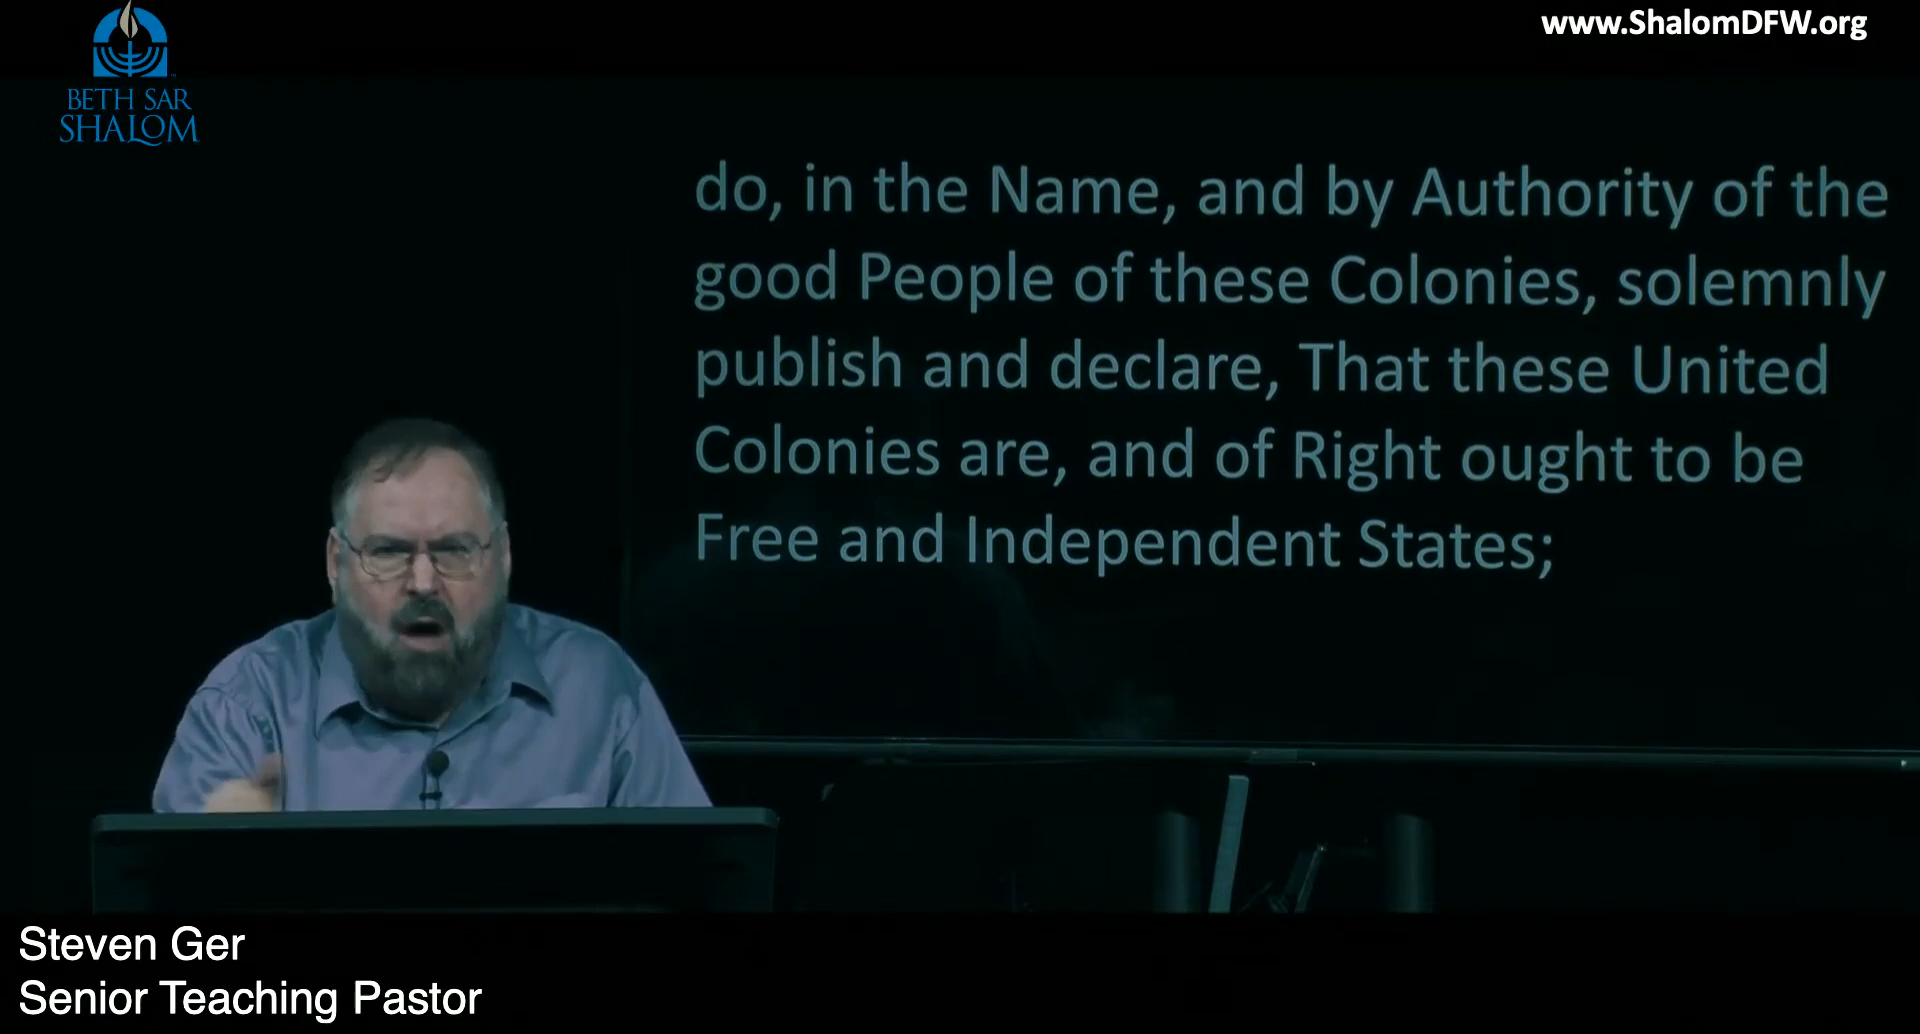 www.ShalomDFW.org
BETH SAR
SHALOM
do, in the Name, and by Authority of the
good People of these Colonies, solemnly
publish and declare, That these United
Colonies are, and of Right ought to be
Free and Independent States;
Steven Ger
Senior Teaching Pastor